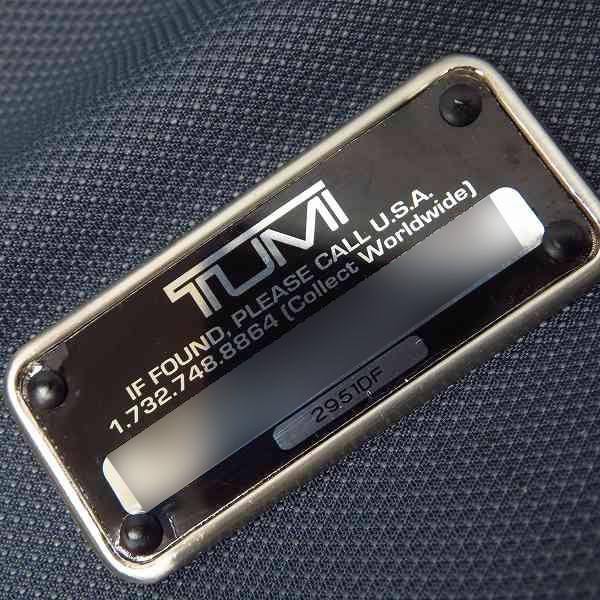 TUMI
IF FOUND, PLEASE CALL U.S.A.
1.732.748.8864 (Collect Worldwide)
2951DF